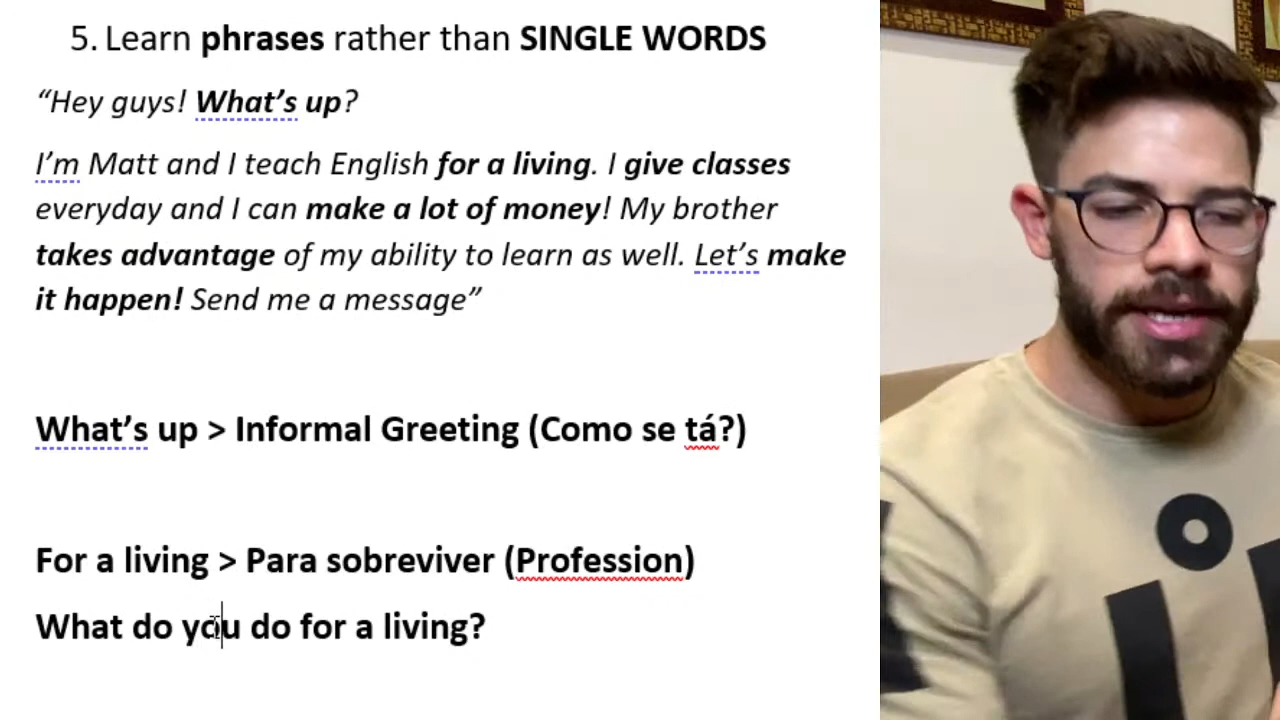 5. Learn phrases rather than SINGLE WORDS
“Hey guys! What’s up?
I’m Matt and I teach English for a living. I give classes
everyday and I can make a lot of money! My brother
takes advantage of my ability to learn as well. Let’s make
it happen! Send me a message”
What’s up > Informal Greeting (Como se tá?)
For a living > Para sobreviver (Profession)
What do you do for a living?